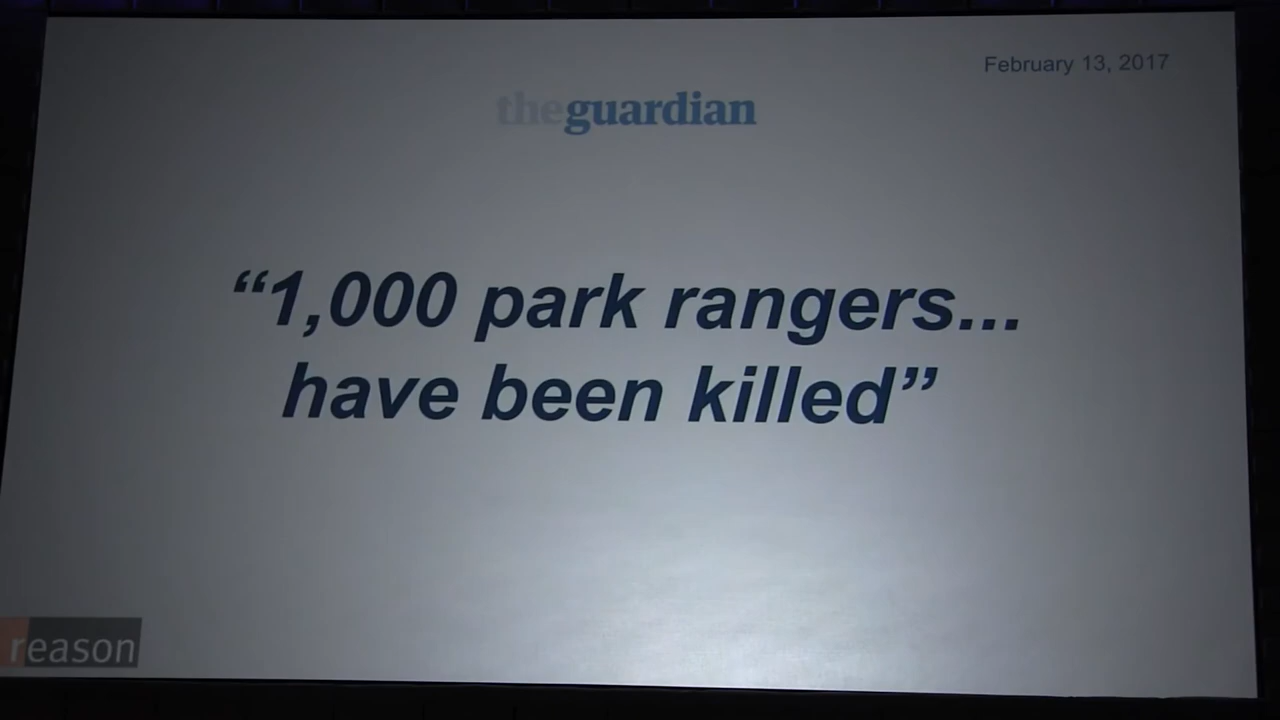 February 13, 2017
theguardian
“1,000 park rangers...
have been killed”
reason